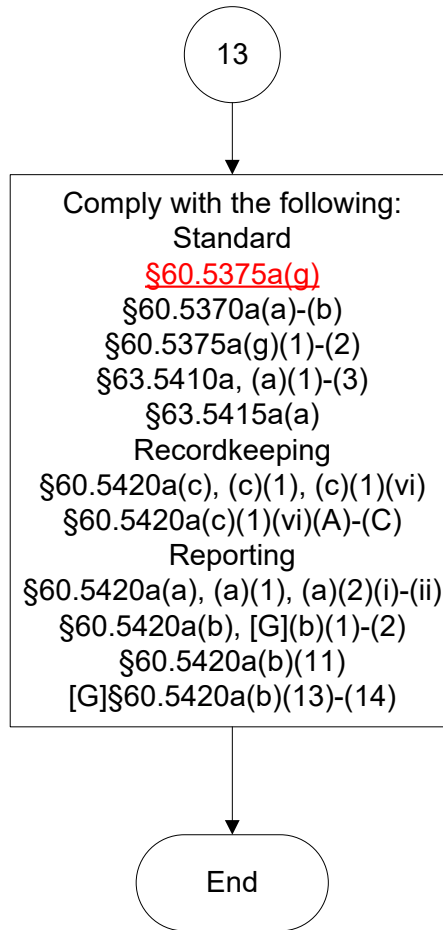 13
Comply with the following:
Standard
§60.5375a(g)
§60.5370a(a)-(b)
§60.5375a(g)(1)-(2)
§63.5410a, (a)(1)-(3)
§63.5415a(a)
Recordkeeping
§60.5420a(c), (c)(1), (c)(1)(vi)
§60.5420a(c)(1)(vi)(A)-(C)
Reporting
§60.5420a(a), (a)(1), (a)(2)(i)-(ii)
§60.5420a(b), [G](b)(1)-(2)
§60.5420a(b)(11)
[G]§60.5420a(b)(13)-(14)
End